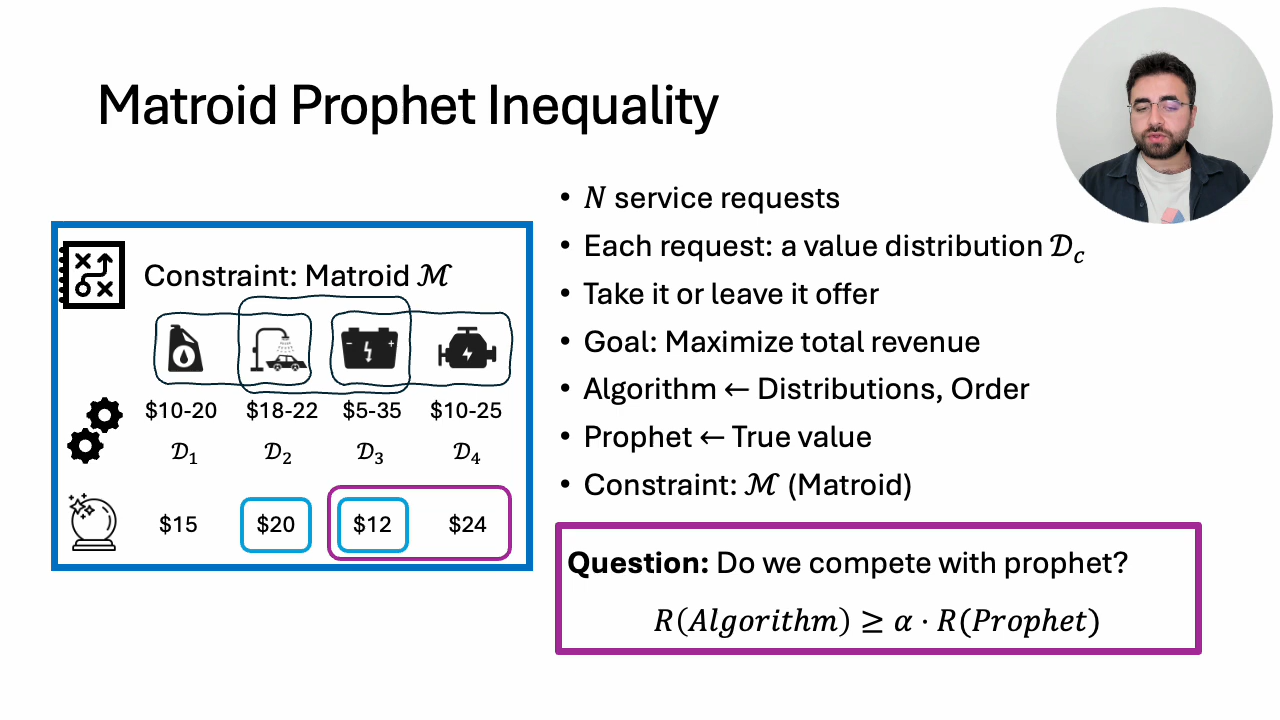 Matroid Prophet Inequality
Constraint: Matroid ℳ
$10-20 $18-22 $5-35 $10-25
𝒟₁ 𝒟₂ 𝒟₃ 𝒟₄
$15 $20 $12 $24
• N service requests
• Each request: a value distribution 𝒟_c
• Take it or leave it offer
• Goal: Maximize total revenue
• Algorithm ← Distributions, Order
• Prophet ← True value
• Constraint: ℳ (Matroid)
Question: Do we compete with prophet?
R(Algorithm) ≥ α · R(Prophet)